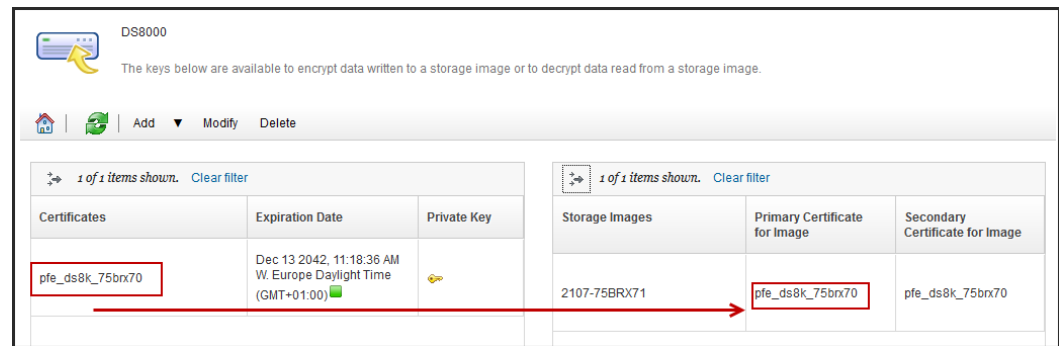 DS8000
The keys below are available to encrypt data written to a storage image or to decrypt data read from a storage image.
Add ▼ Modify Delete
1 of 1 items shown. Clear filter
Certificates Expiration Date Private Key
pfe_ds8k_75brx70
Dec 13 2042, 11:18:36 AM
W. Europe Daylight Time
(GMT+01:00)
1 of 1 items shown. Clear filter
Storage Images
Primary Certificate
for Image
Secondary
Certificate for Image
2107-75BRX71 pfe_ds8k_75brx70 pfe_ds8k_75brx70